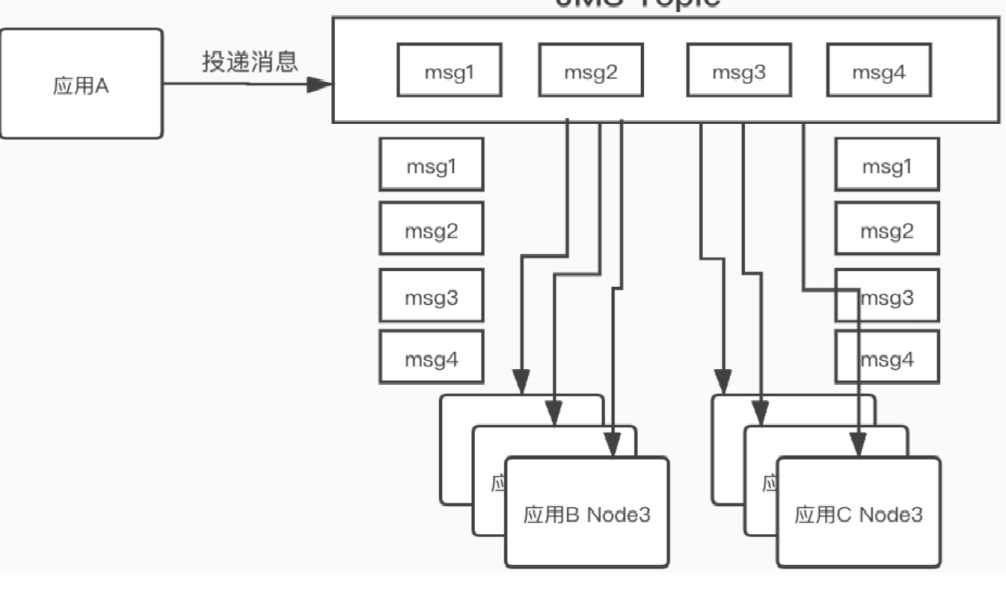 JMS Topic
应用A
投递消息
msg1
msg2
msg3
msg4
msg1
msg2
msg3
msg4
msg1
msg2
msg3
msg4
应
应用B Node3
应
应用C Node3